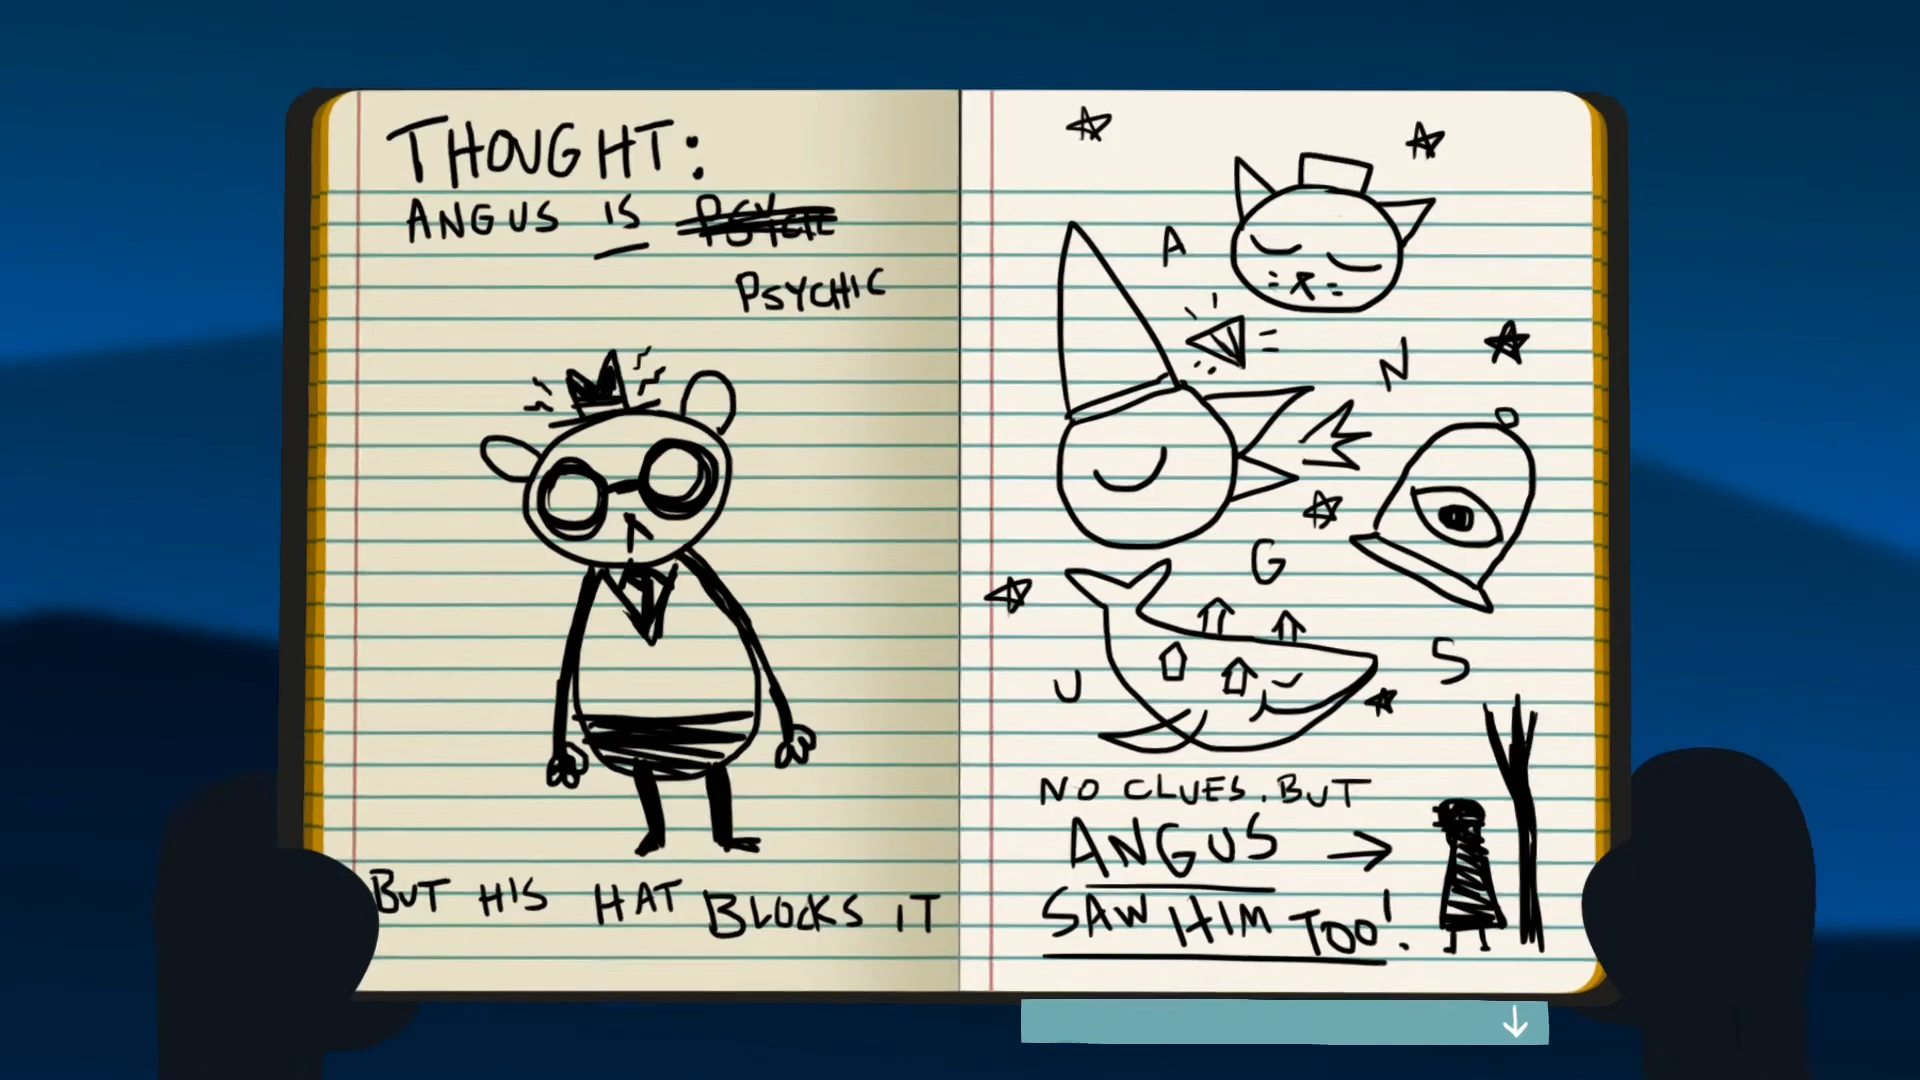 THOUGHT:
ANGUS IS
PSYCHIC
BUT HIS HAT BLOCKS IT
A
N
G
U
S
NO CLUES. BUT
ANGUS →
SAW HIM TOO!